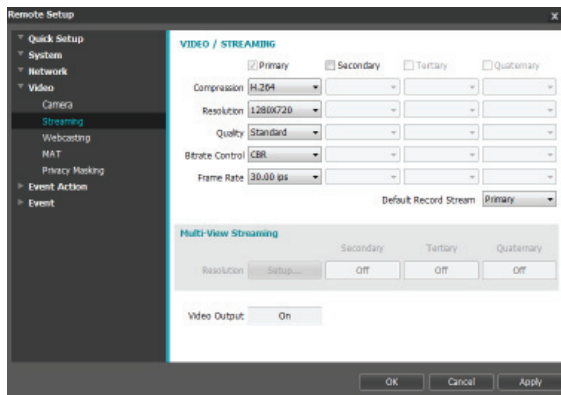 Remote Setup x
Quick Setup
System
Network
Video
Camera
Streaming
Webcasting
MAT
Privacy Masking
Event Action
Event
VIDEO / STREAMING
Primary Secondary Tertiary Quaternary
Compression H.264
Resolution 1280X720
Quality Standard
Bitrate Control CBR
Frame Rate 30.00 ips
Default Record Stream Primary
Multi-View Streaming
Secondary Tertiary Quaternary
Resolution Setup... Off Off Off
Video Output On
OK Cancel Apply